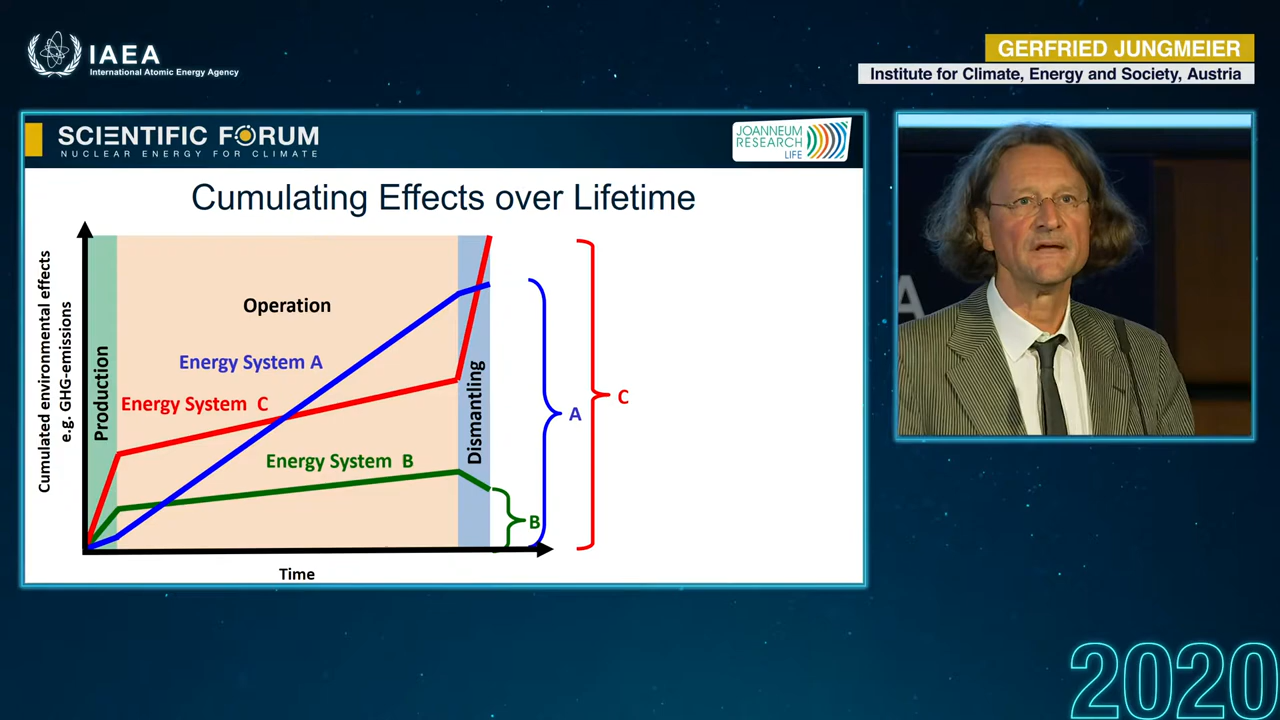 IAEA
International Atomic Energy Agency
GERFRIED JUNGMEIER
Institute for Climate, Energy and Society, Austria
SCIENTIFIC FORUM
NUCLEAR ENERGY FOR CLIMATE
JOANNEUM
RESEARCH
LIFE
Cumulating Effects over Lifetime
Cumulated environmental effects
e.g. GHG-emissions
Production
Operation
Energy System A
Energy System C
Energy System B
Dismantling
A
C
B
Time
A
2020